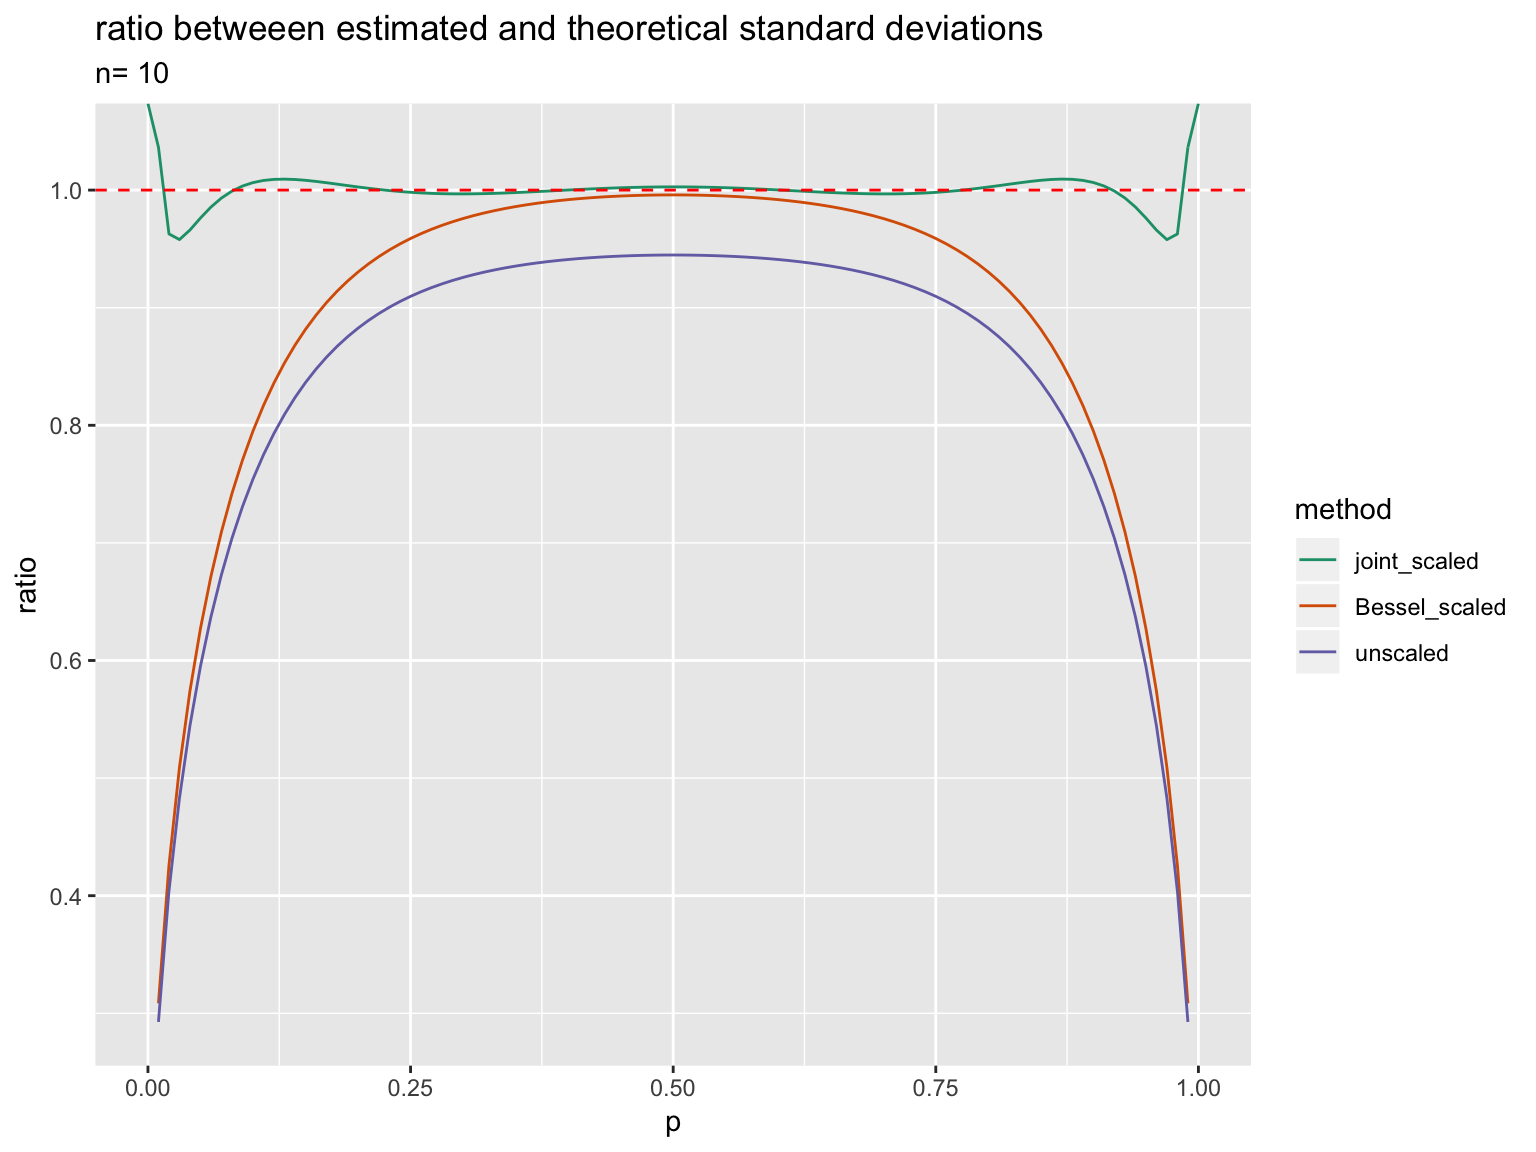 ratio betweeen estimated and theoretical standard deviations
n= 10
1.0
0.8
0.6
0.4
ratio
0.00
0.25
0.50
0.75
1.00
p
method
joint_scaled
Bessel_scaled
unscaled